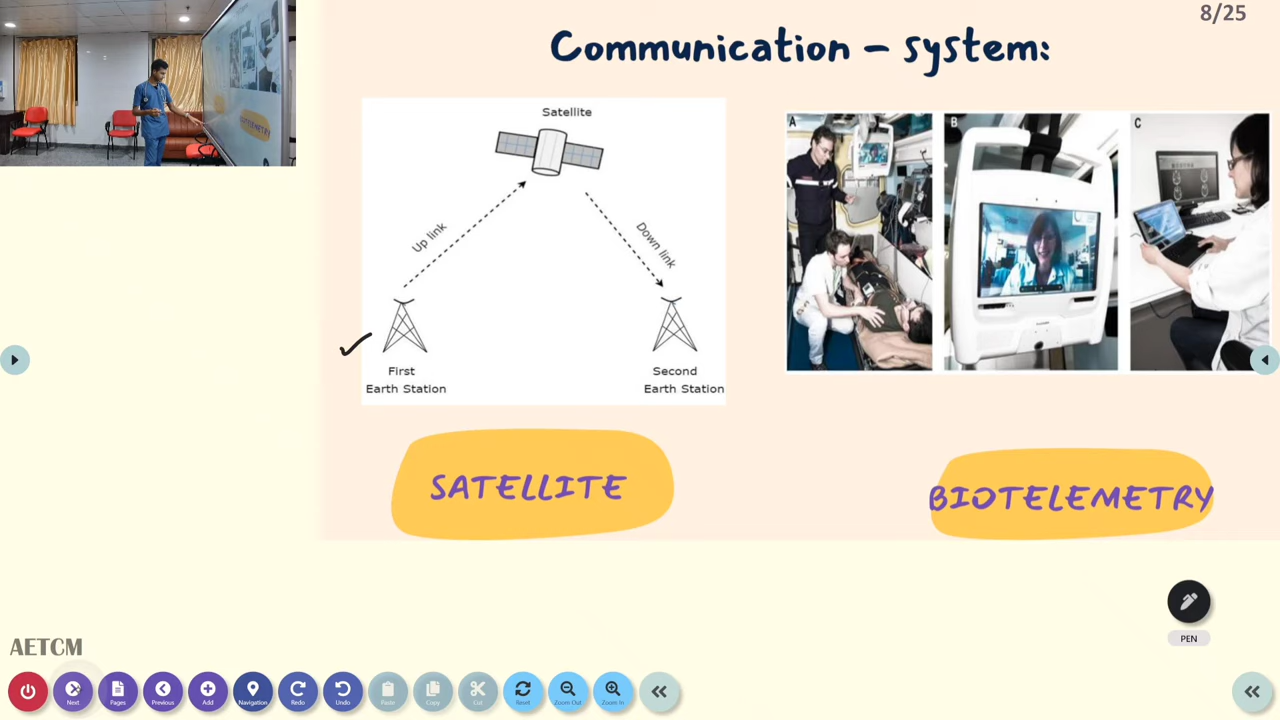 8/25
Communication – system:
Satellite
Up link
Down link
First
Earth Station
Second
Earth Station
A
B
C
SATELLITE
BIOTELEMETRY
PEN
AETCM
Next
Pages
Previous
Add
Navigation
Redo
Undo
Paste
Copy
Cut
Reset
Zoom Out
Zoom In